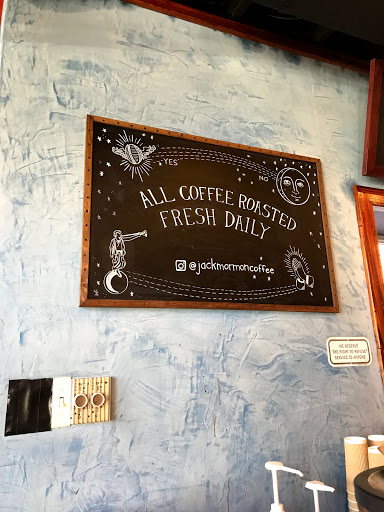 YES
NO
ALL COFFEE ROASTED
FRESH DAILY
@jackmormoncoffee
WE RESERVE
THE RIGHT TO REFUSE
SERVICE TO ANYONE